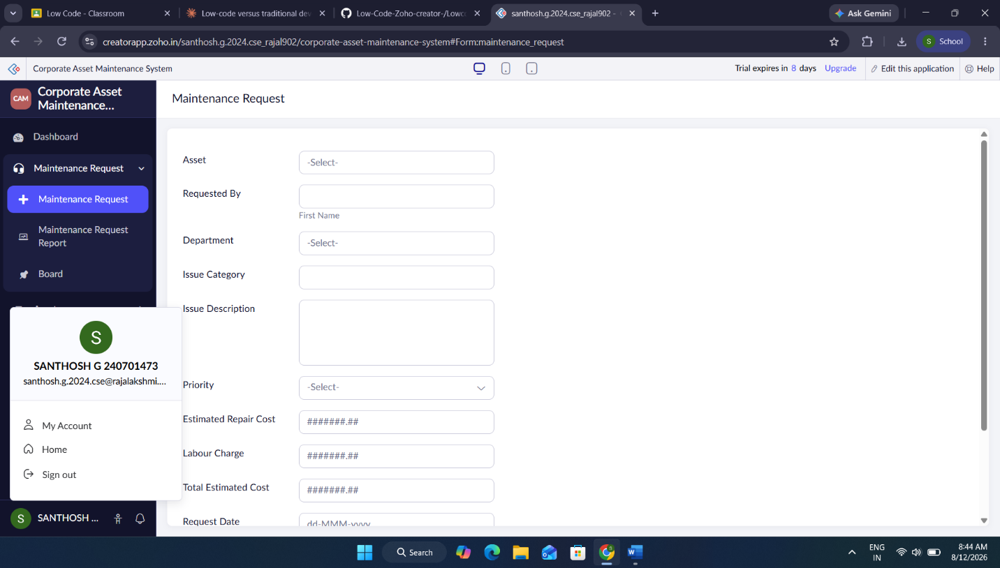 Low Code - Classroom
Low-code versus traditional dev
Low-Code-Zoho-creator-/Lowc
santhosh.g.2024.cse_rajal902 -
Ask Gemini
creatorapp.zoho.in/santhosh.g.2024.cse_rajal902/corporate-asset-maintenance-system#Form:maintenance_request
S School
Corporate Asset Maintenance System
Trial expires in 8 days Upgrade
Edit this application
Help
CAM
Corporate Asset
Maintenance...
Maintenance Request
Dashboard
Maintenance Request
Maintenance Request
Maintenance Request
Report
Board
S
SANTHOSH G 240701473
santhosh.g.2024.cse@rajalakshmi....
My Account
Home
Sign out
S SANTHOSH ...
Asset
-Select-
Requested By
First Name
Department
-Select-
Issue Category
Issue Description
Priority
-Select-
Estimated Repair Cost
#######.##
Labour Charge
#######.##
Total Estimated Cost
#######.##
Request Date
dd-MMM-yyyy
Search
ENG
IN
8:44 AM
8/12/2026